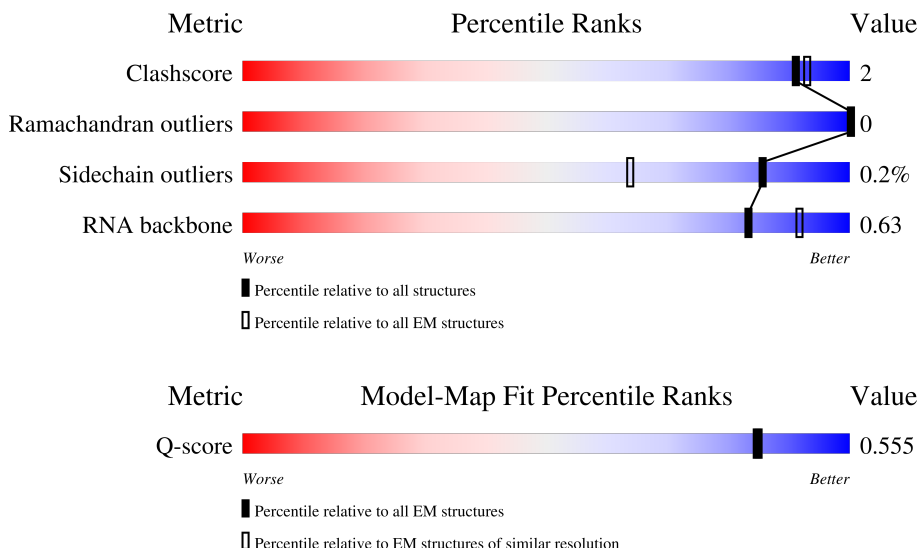 Metric Percentile Ranks Value
Clashscore 2
Ramachandran outliers 0
Sidechain outliers 0.2%
RNA backbone 0.63
Worse Better
Percentile relative to all structures
Percentile relative to all EM structures
Metric Model-Map Fit Percentile Ranks Value
Q-score 0.555
Worse Better
Percentile relative to all EM structures
Percentile relative to EM structures of similar resolution